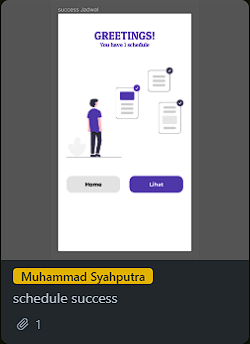 success Jadwal
GREETINGS!
You have 1 schedule
Home
Lihat
Muhammad Syahputra
schedule success
1